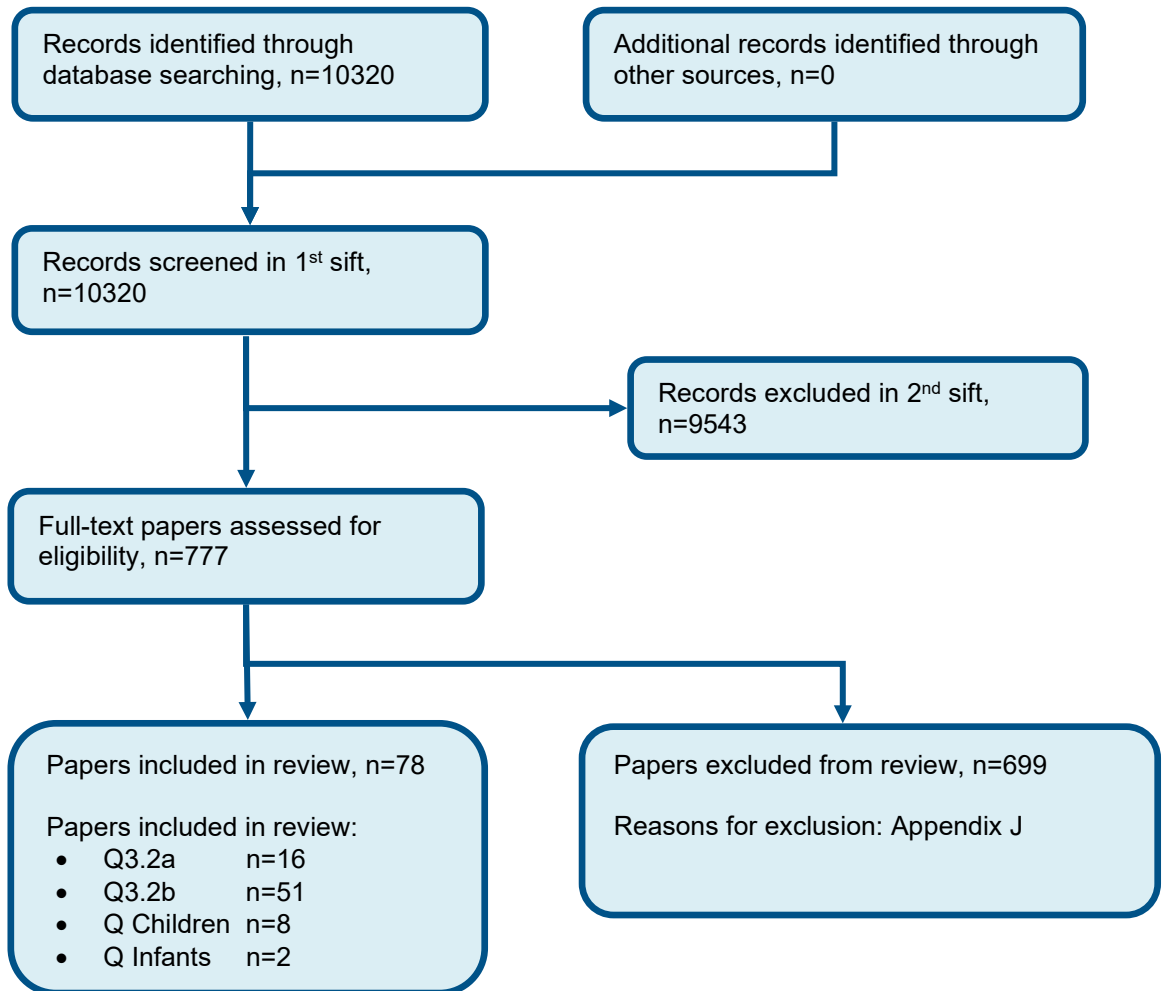 Records identified through
database searching, n=10320
Additional records identified through
other sources, n=0
Records screened in 1st sift,
n=10320
Records excluded in 2nd sift,
n=9543
Full-text papers assessed for
eligibility, n=777
Papers included in review, n=78
Papers included in review:
• Q3.2a n=16
• Q3.2b n=51
• Q Children n=8
• Q Infants n=2
Papers excluded from review, n=699
Reasons for exclusion: Appendix J